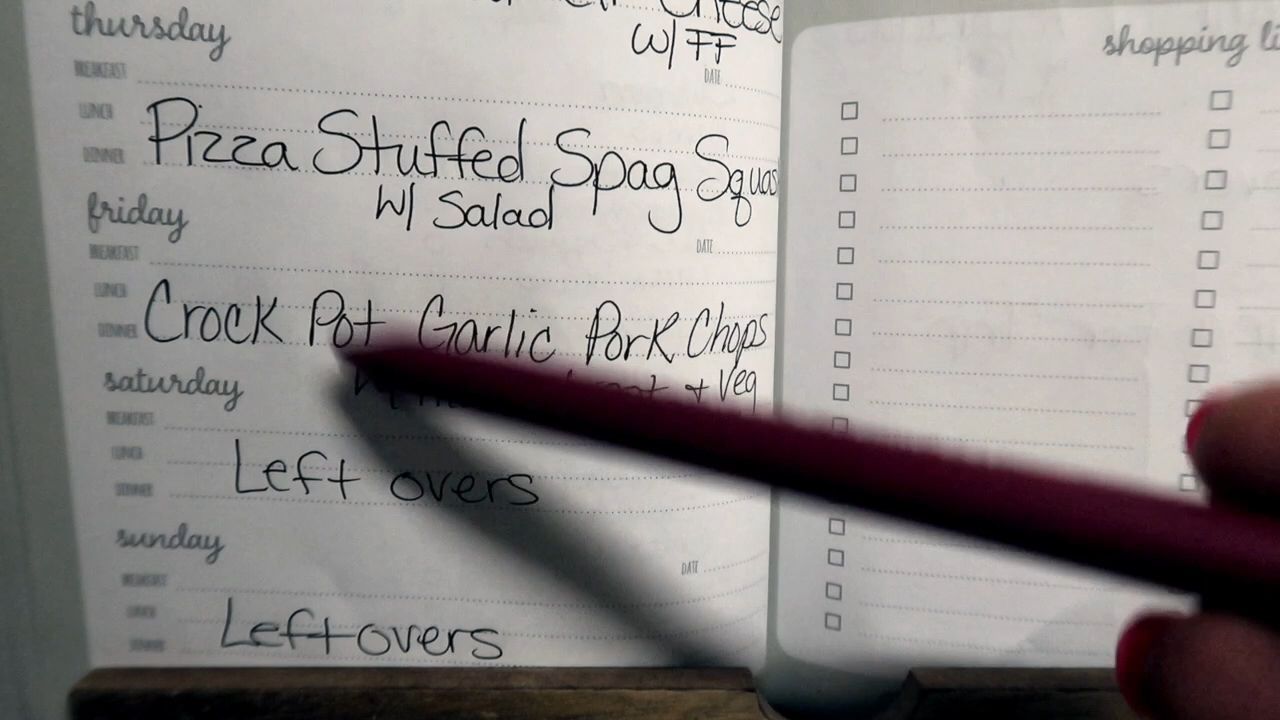 Cheese
thursday
W/ FF
BREAKFAST
DATE
LUNCH
Pizza Stuffed Spag Squas
DINNER
W/ Salad
friday
DATE
BREAKFAST
LUNCH
Crock Pot Garlic Pork Chops
DINNER
+ Veg
saturday
BREAKFAST
LUNCH
Left overs
DINNER
sunday
DATE
BREAKFAST
LUNCH
Leftovers
DINNER
shopping li